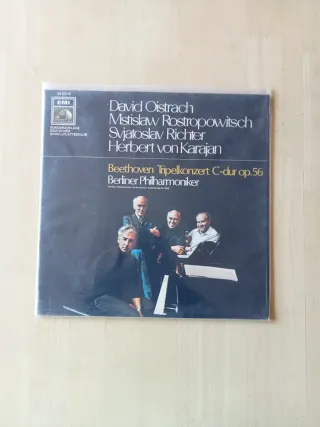 EMI
David Oistrach
Mstislaw Rostropowitsch
Svjatoslav Richter
Herbert von Karajan
Beethoven Tripelkonzert C-dur op.56
Berliner Philharmoniker